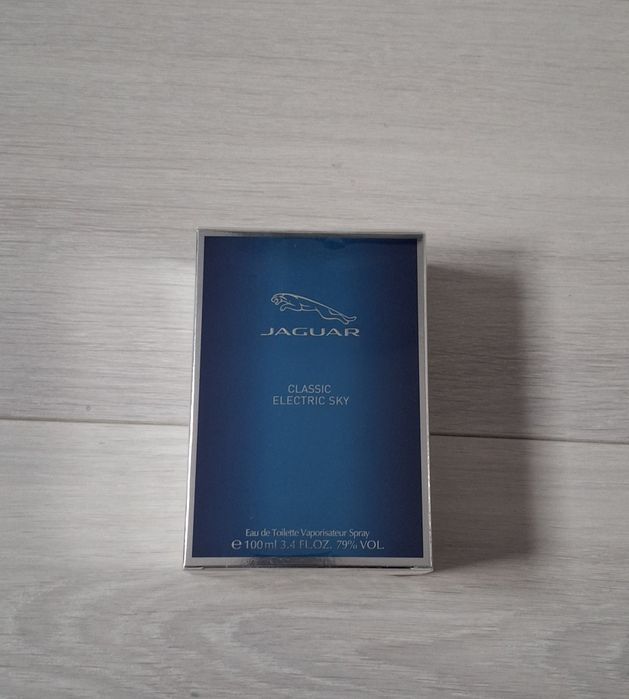 JAGUAR
CLASSIC
ELECTRIC SKY
Eau de Toilette Vaporisateur Spray
℮ 100 ml 3.4 FL.OZ. 79% VOL.